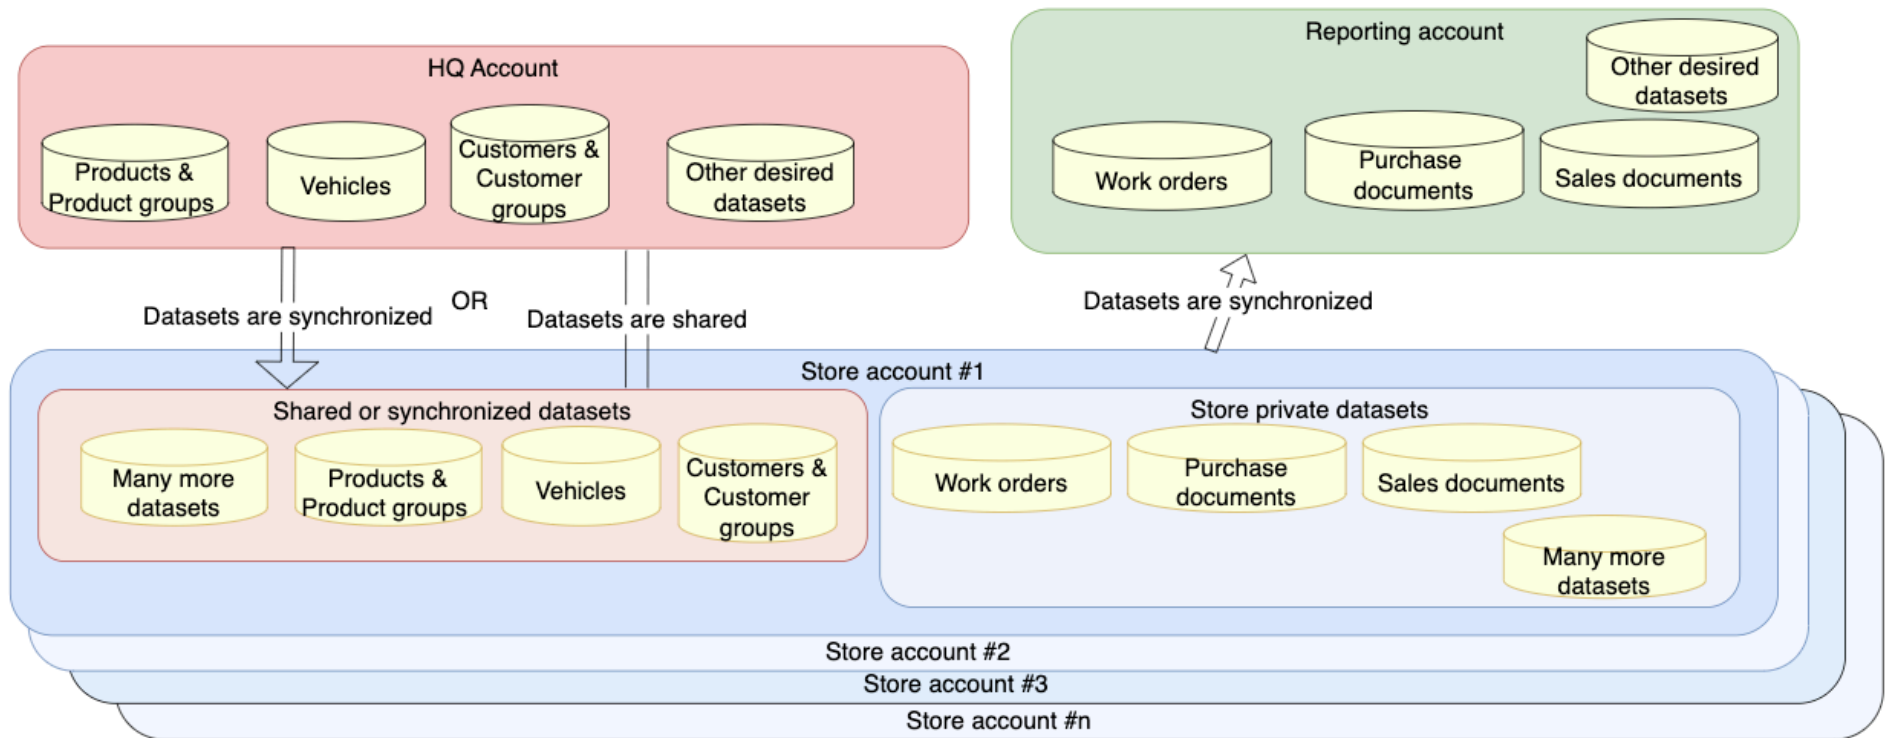 HQ Account
Products &
Product groups
Vehicles
Customers &
Customer
groups
Other desired
datasets
Reporting account
Other desired
datasets
Work orders
Purchase
documents
Sales documents
Datasets are synchronized
OR
Datasets are shared
Datasets are synchronized
Store account #1
Shared or synchronized datasets
Many more
datasets
Products &
Product groups
Vehicles
Customers &
Customer
groups
Store private datasets
Work orders
Purchase
documents
Sales documents
Many more
datasets
Store account #2
Store account #3
Store account #n